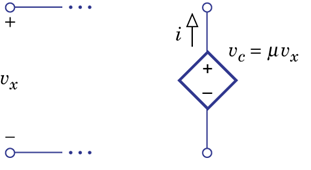 +
v_x
−
i
v_c = μv_x
+
−